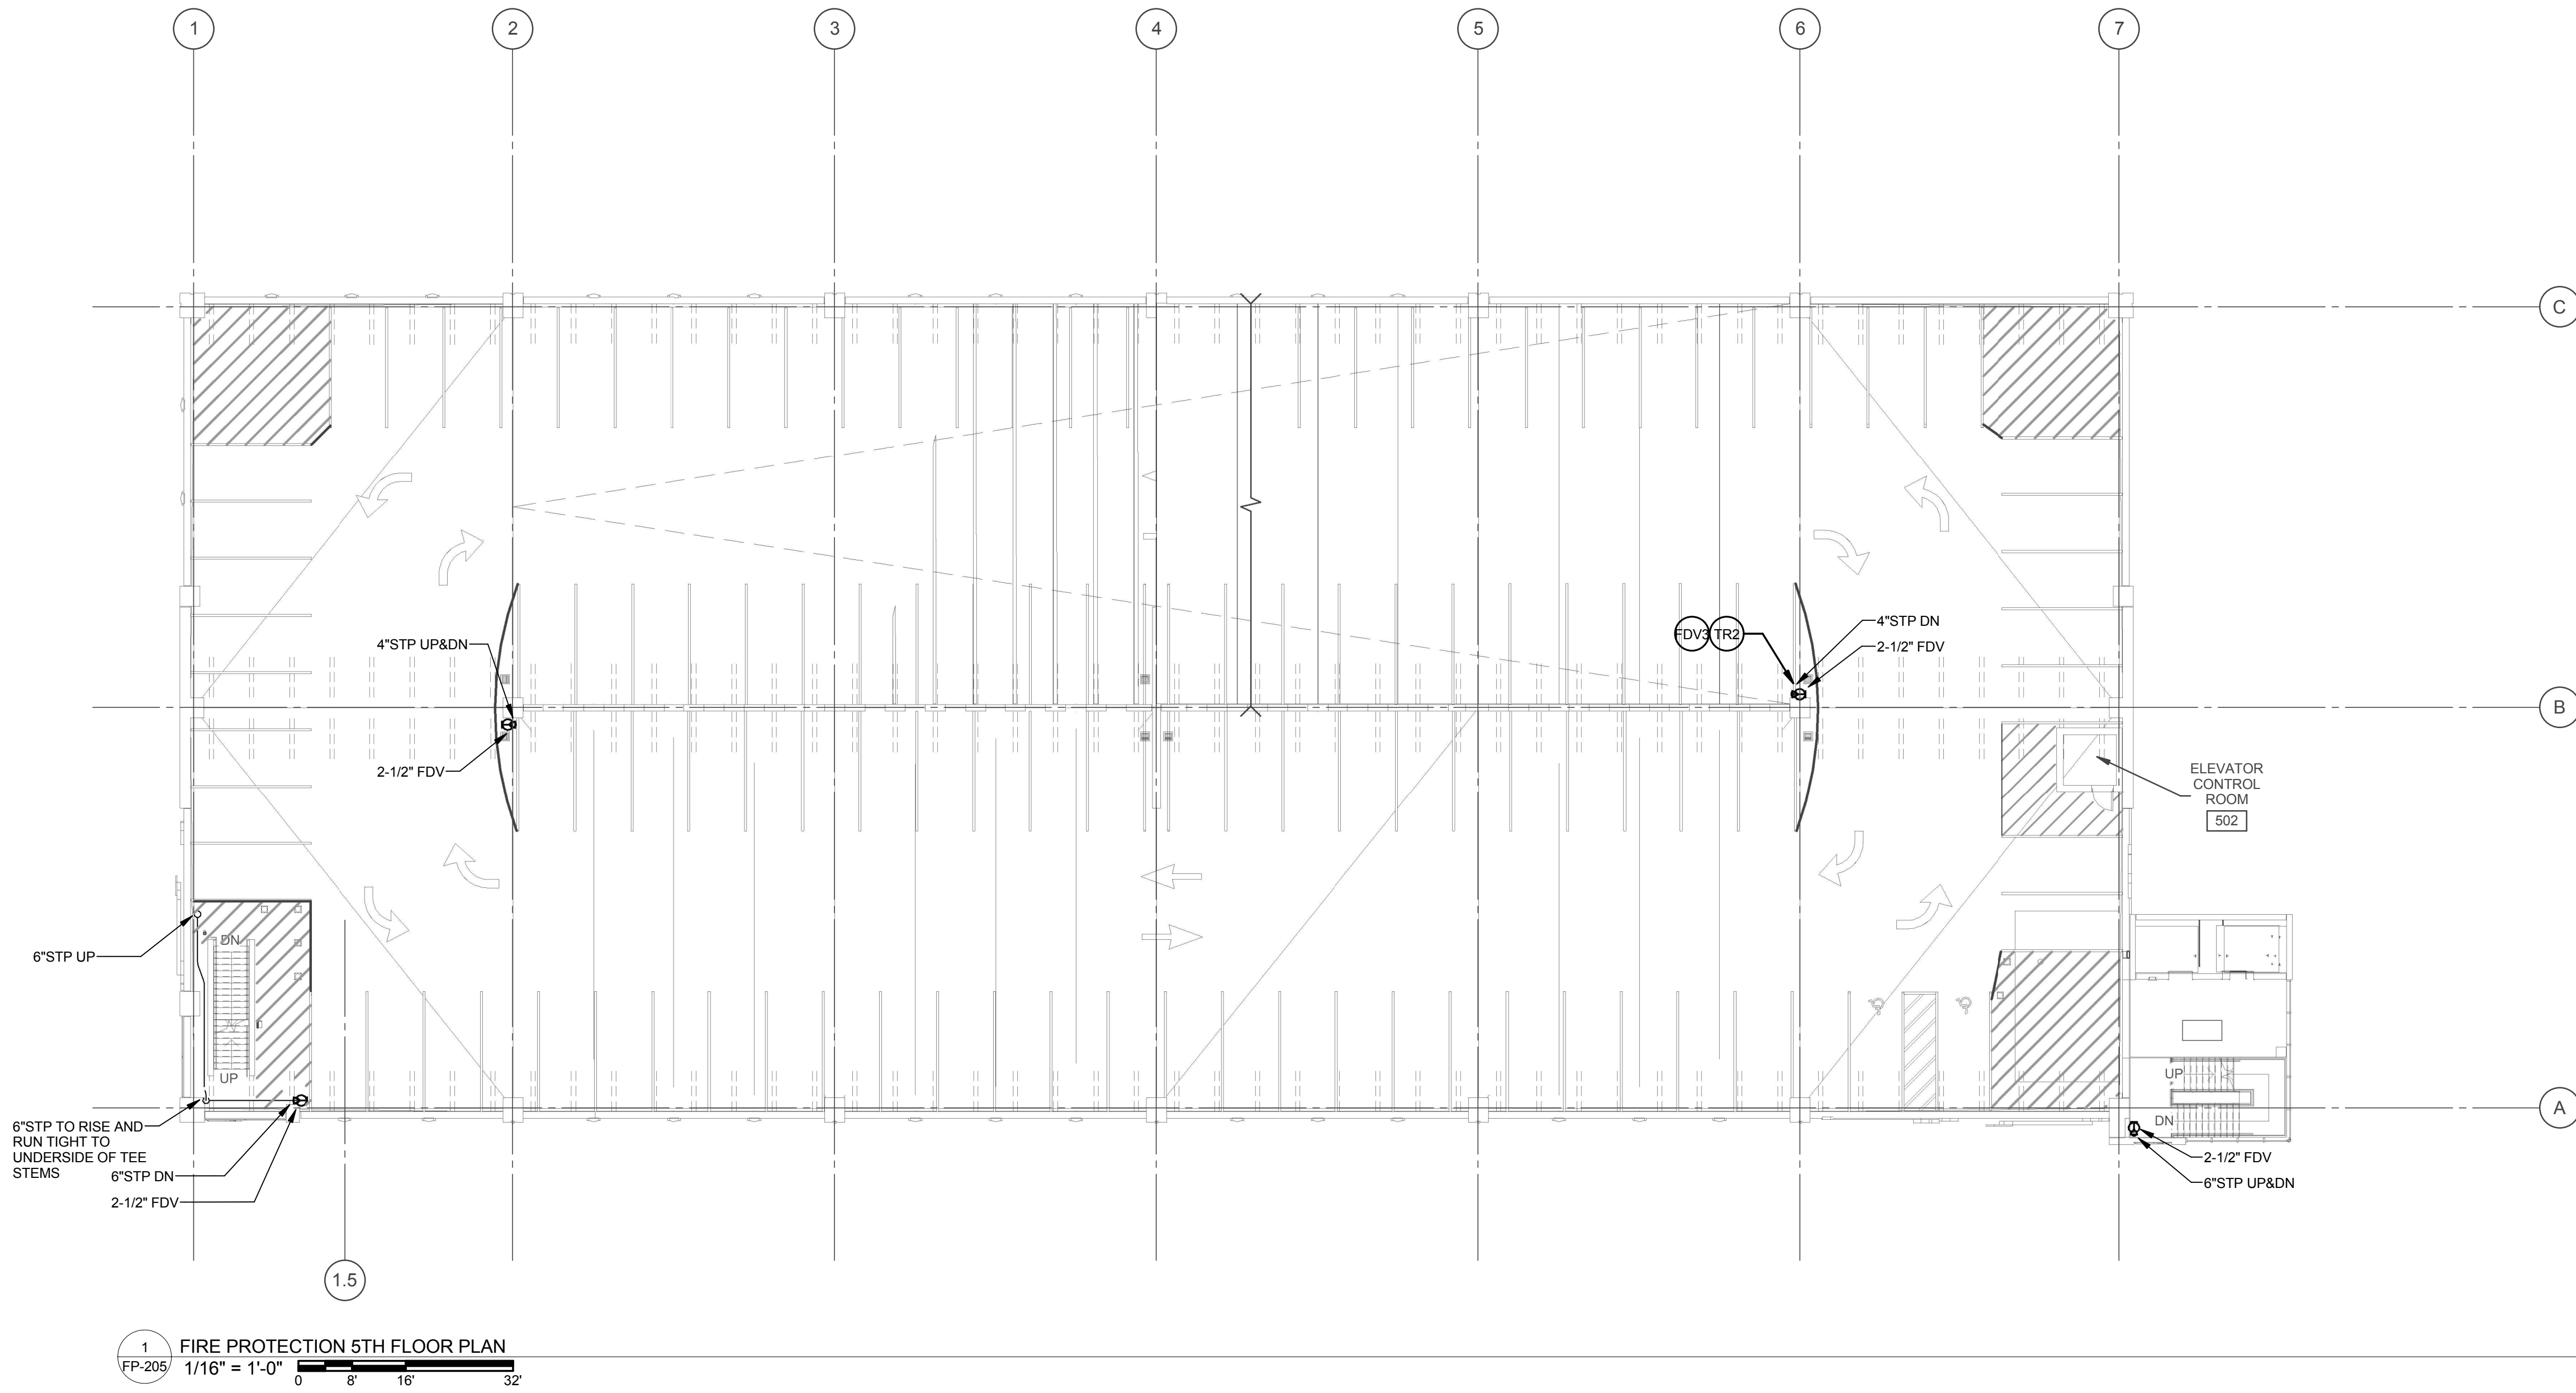 1
2
3
4
5
6
7
C
4"STP UP&DN
FDV3
TR2
4"STP DN
2-1/2" FDV
B
2-1/2" FDV
ELEVATOR
CONTROL
ROOM
502
6"STP UP
DN
UP
UP
DN
A
6"STP TO RISE AND
RUN TIGHT TO
UNDERSIDE OF TEE
STEMS
6"STP DN
2-1/2" FDV
2-1/2" FDV
6"STP UP&DN
1.5
1
FP-205
FIRE PROTECTION 5TH FLOOR PLAN
1/16" = 1'-0"
0 8' 16' 32'